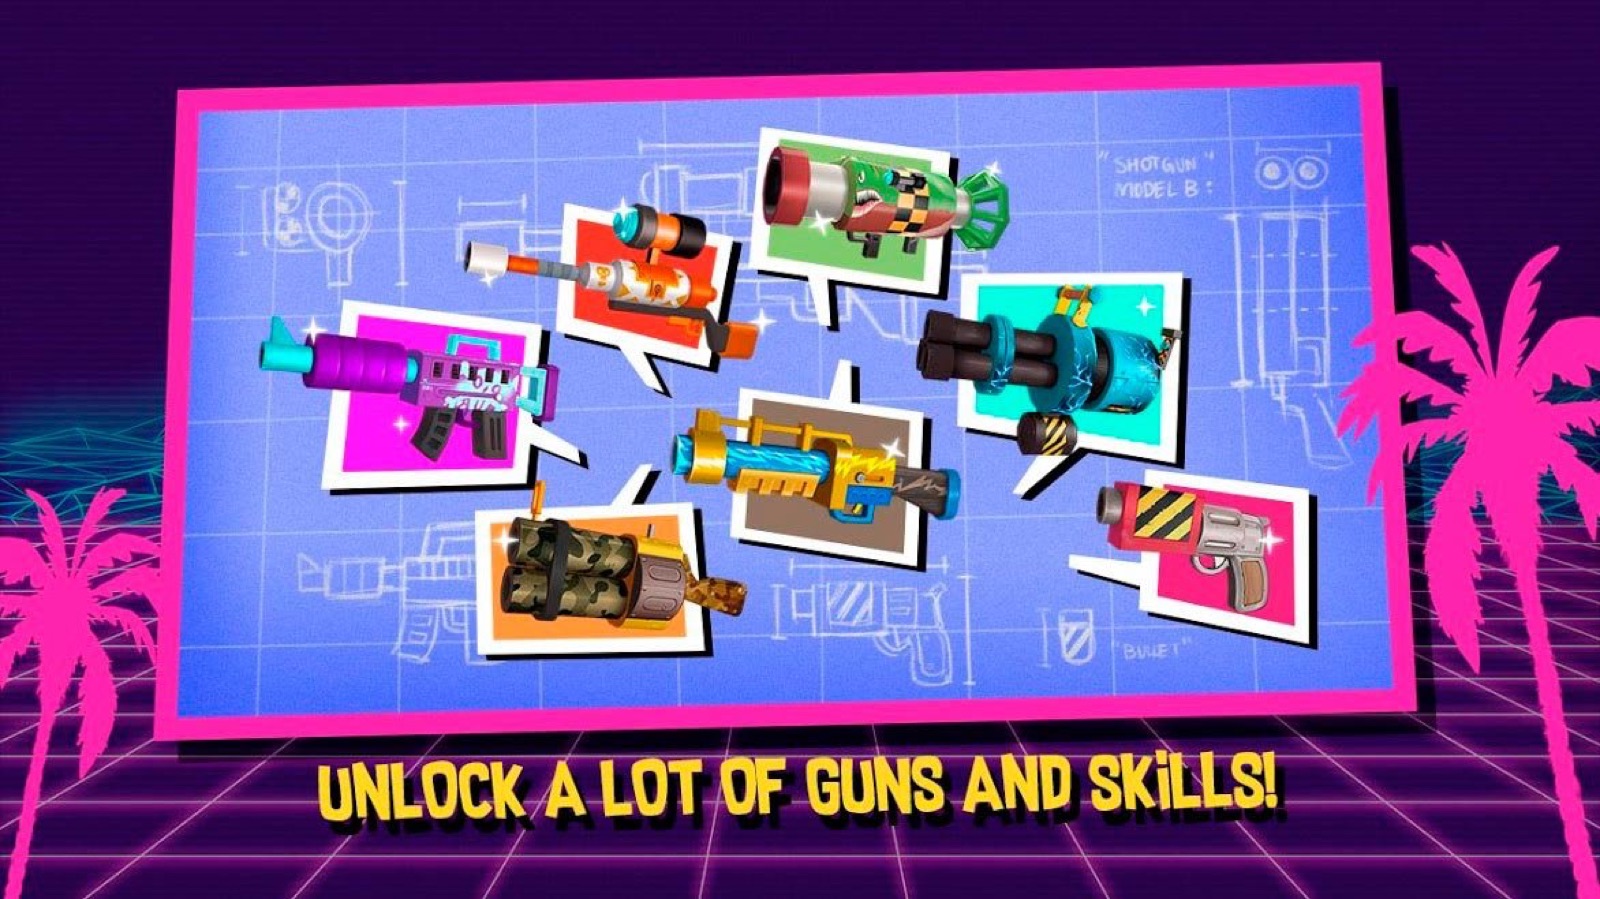 "SHOTGUN"
MODEL B:
"BULLET"
UNLOCK A LOT OF GUNS AND SKiLLS!